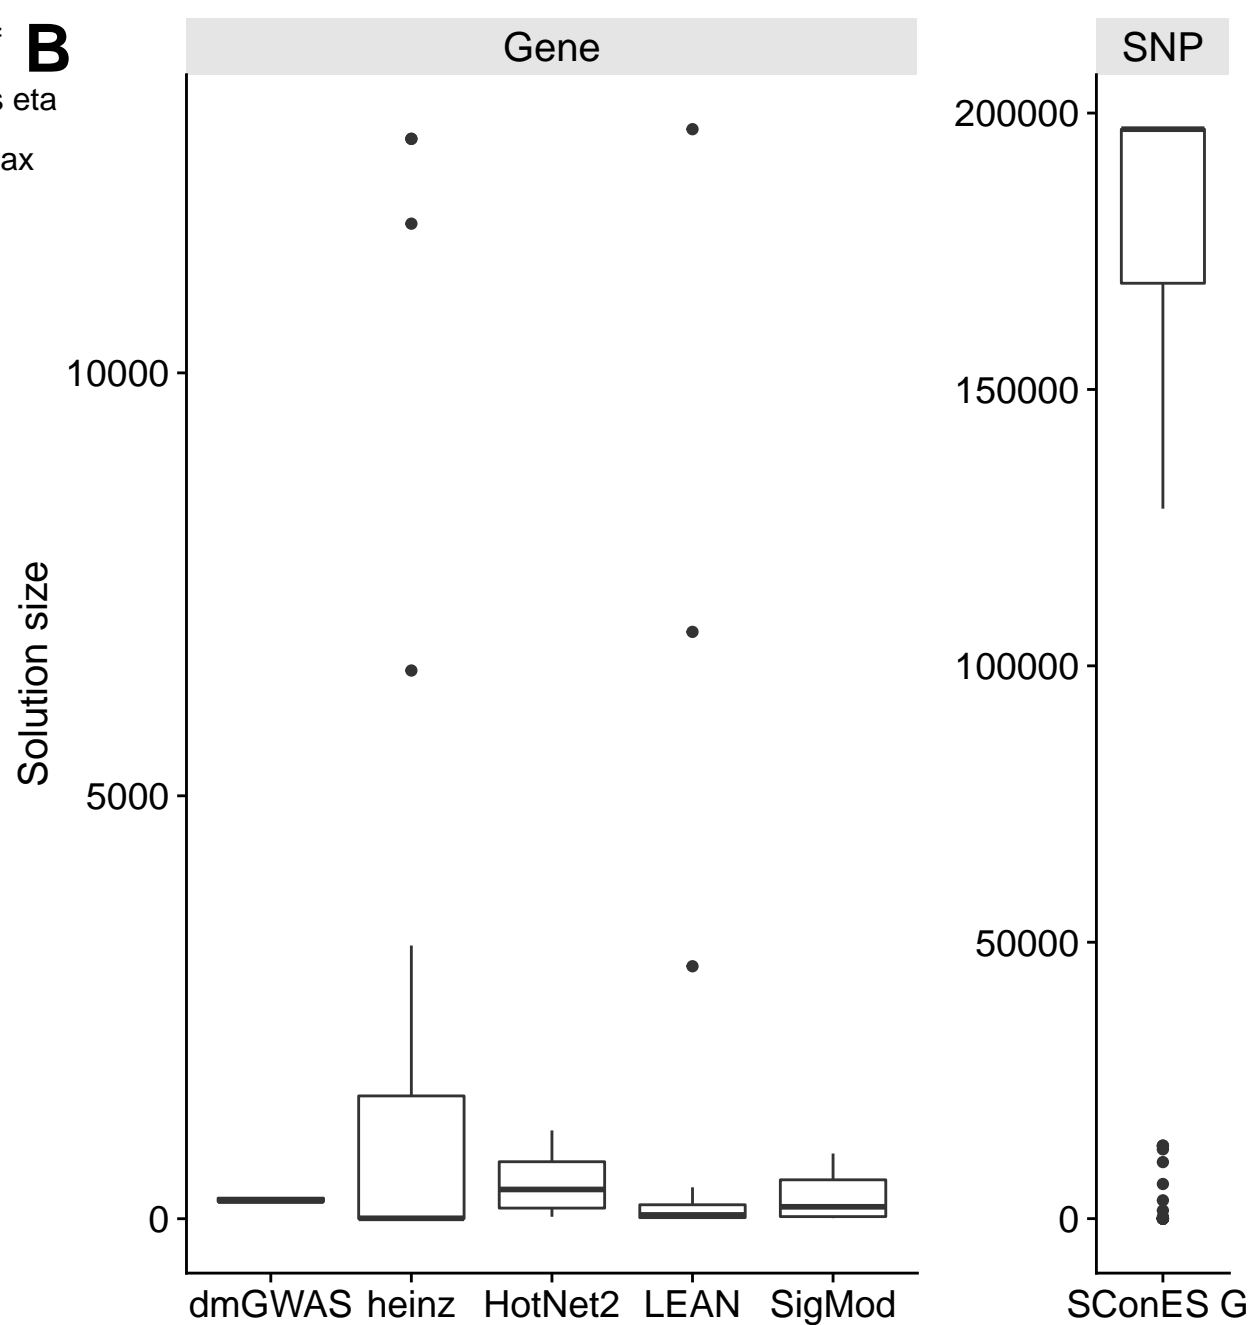 B
s eta
ax
Gene
SNP
Solution size
10000
5000
0
200000
150000
100000
50000
0
dmGWAS heinz HotNet2 LEAN SigMod
SConES G